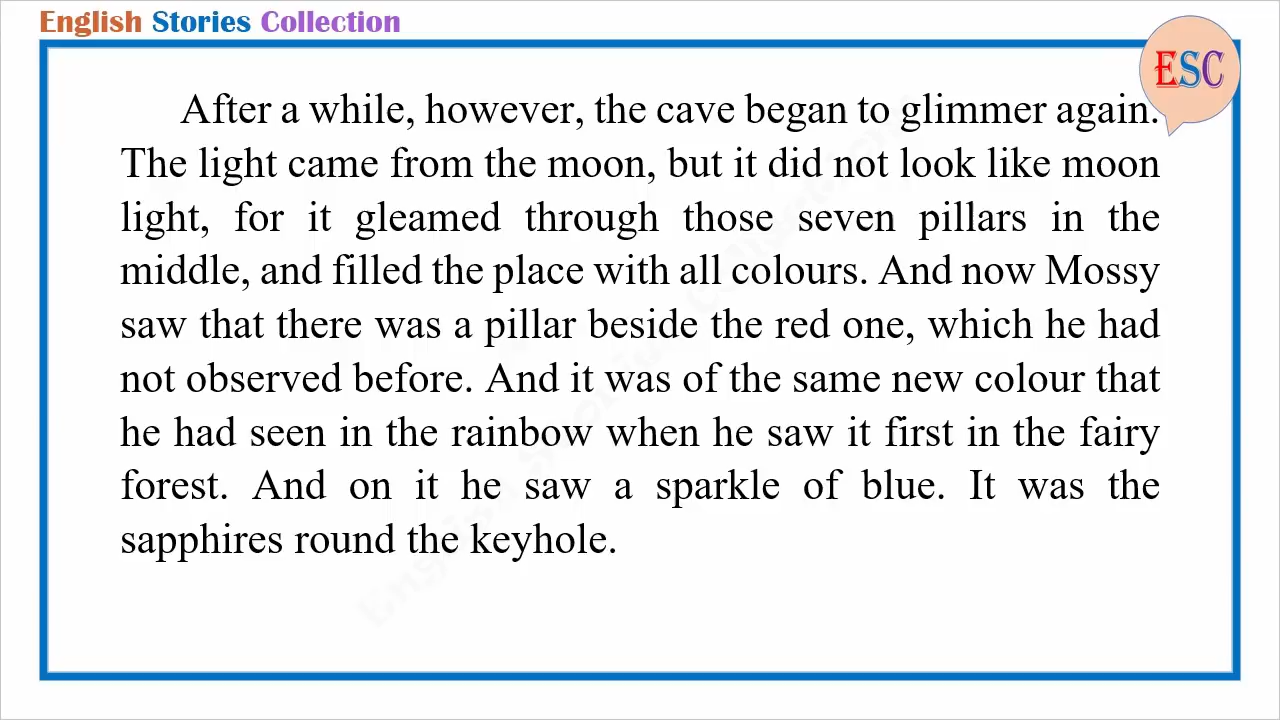 English Stories Collection
ESC
After a while, however, the cave began to glimmer again.
The light came from the moon, but it did not look like moon
light, for it gleamed through those seven pillars in the
middle, and filled the place with all colours. And now Mossy
saw that there was a pillar beside the red one, which he had
not observed before. And it was of the same new colour that
he had seen in the rainbow when he saw it first in the fairy
forest. And on it he saw a sparkle of blue. It was the
sapphires round the keyhole.
English Stories Collection